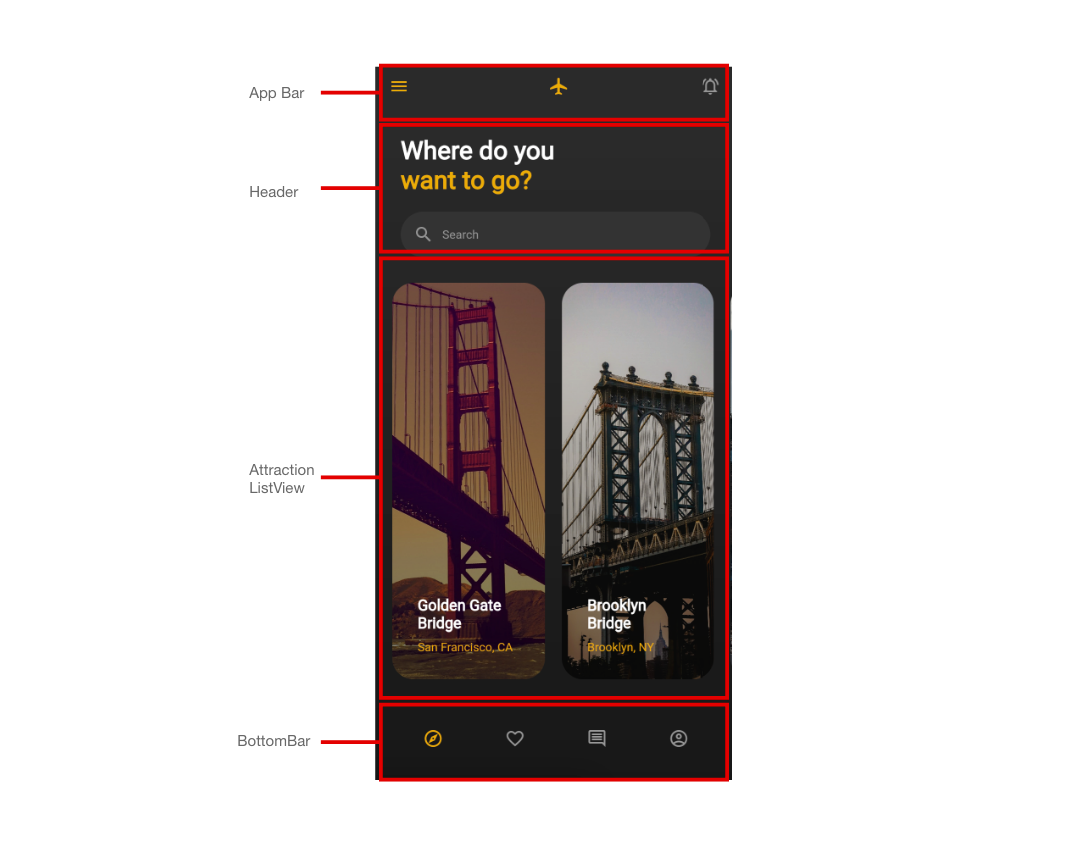 App Bar
Header
Where do you
want to go?
Search
Attraction
ListView
Golden Gate
Bridge
San Francisco, CA
Brooklyn
Bridge
Brooklyn, NY
BottomBar